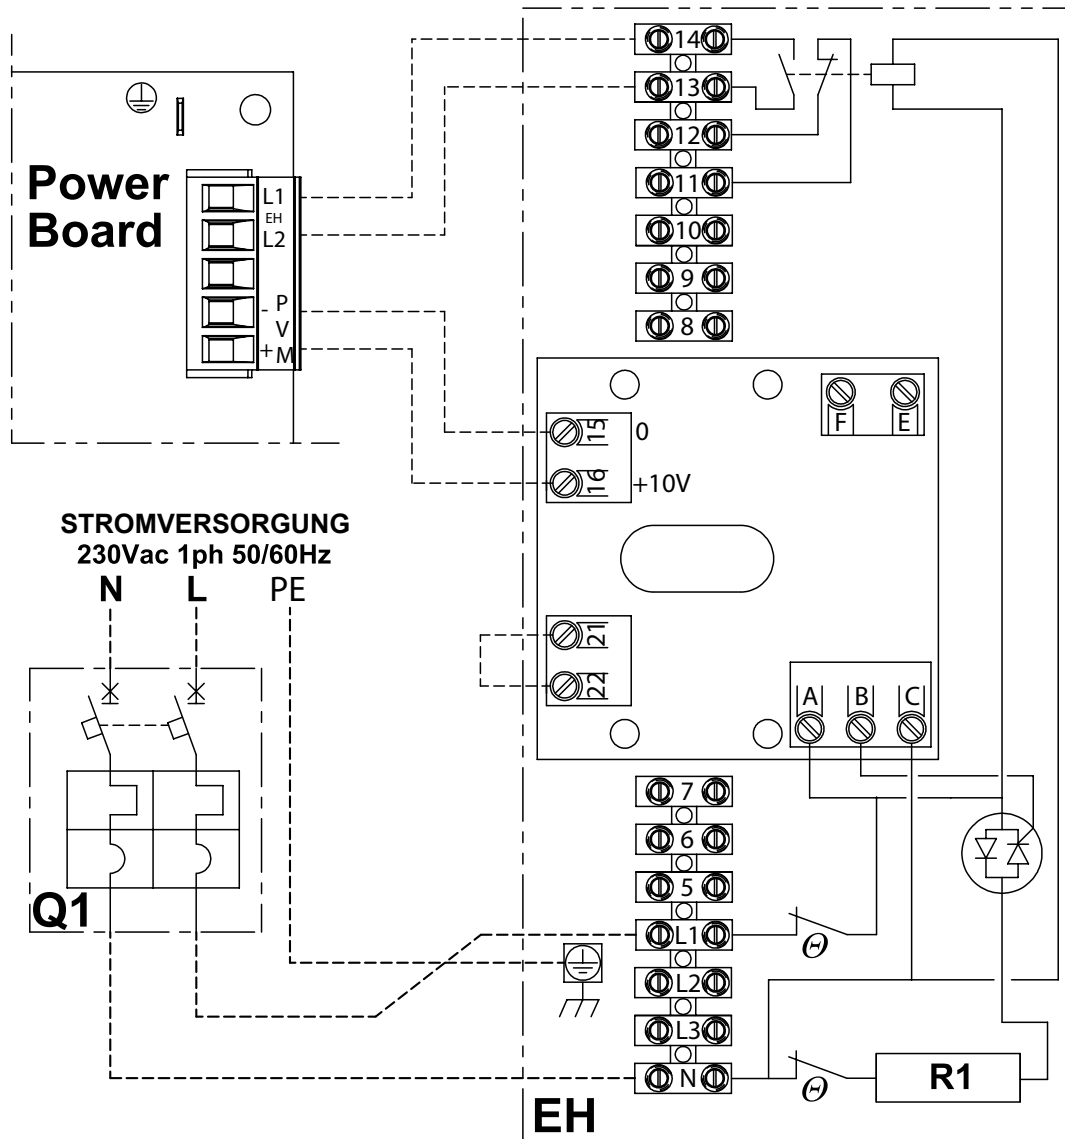 Power
Board
L1
EH
L2
- P
V
+ M
14
13
12
11
10
9
8
F E
15 0
16 +10V
21
22
A B C
STROMVERSORGUNG
230Vac 1ph 50/60Hz
N L PE
Q1
7
6
5
L1
L2
L3
N
Θ
Θ
R1
EH